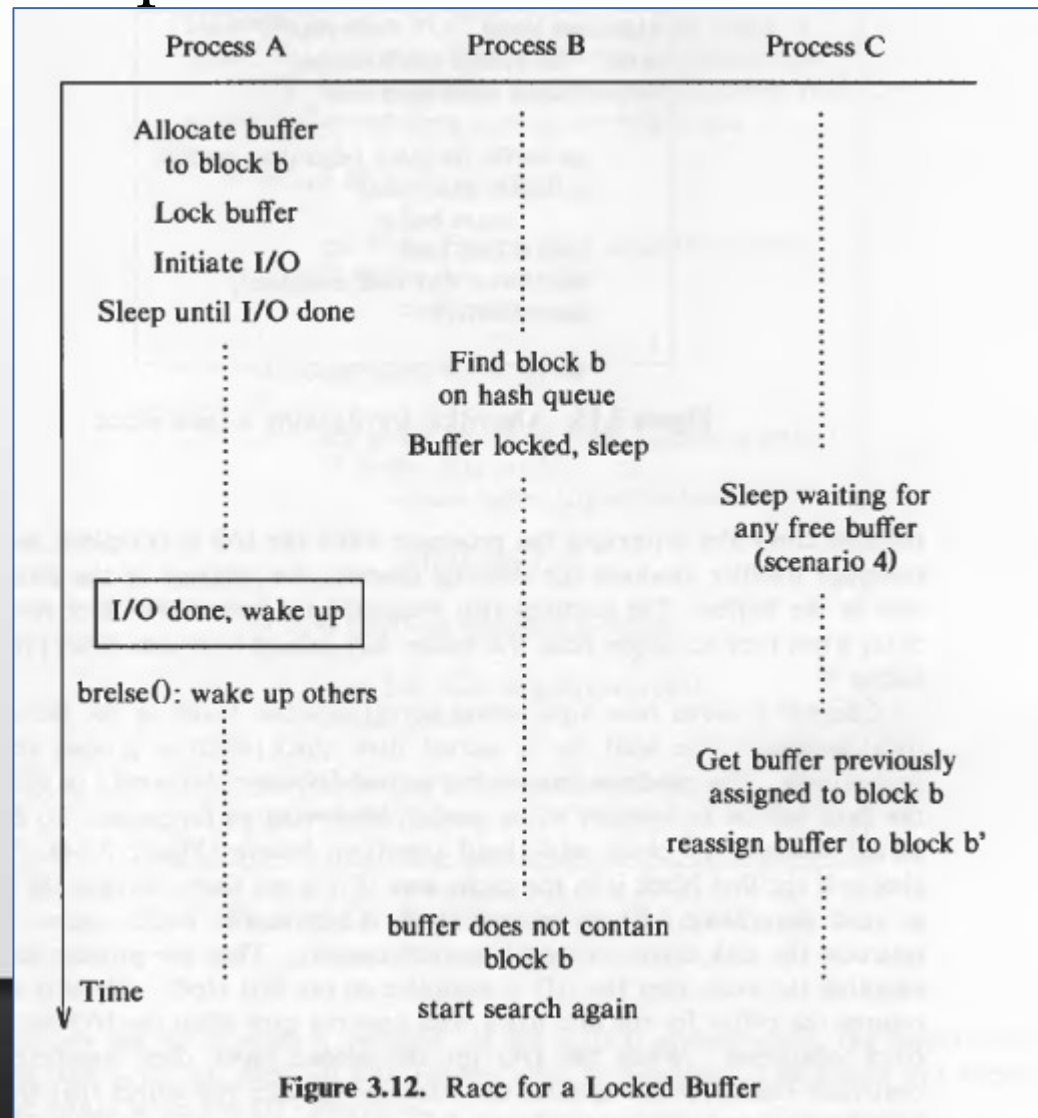 Process A
Process B
Process C
Allocate buffer
to block b
Lock buffer
Initiate I/O
Sleep until I/O done
Find block b
on hash queue
Buffer locked, sleep
Sleep waiting for
any free buffer
(scenario 4)
I/O done, wake up
brelse(): wake up others
Get buffer previously
assigned to block b
reassign buffer to block b'
buffer does not contain
block b
start search again
Time
Figure 3.12. Race for a Locked Buffer